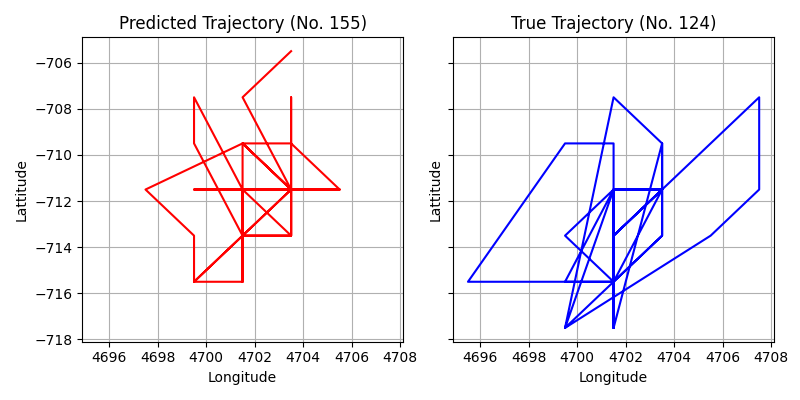 Predicted Trajectory (No. 155)
True Trajectory (No. 124)
−706
−708
−710
−712
−714
−716
−718
Lattitude
Lattitude
4696 4698 4700 4702 4704 4706 4708
4696 4698 4700 4702 4704 4706 4708
Longitude
Longitude